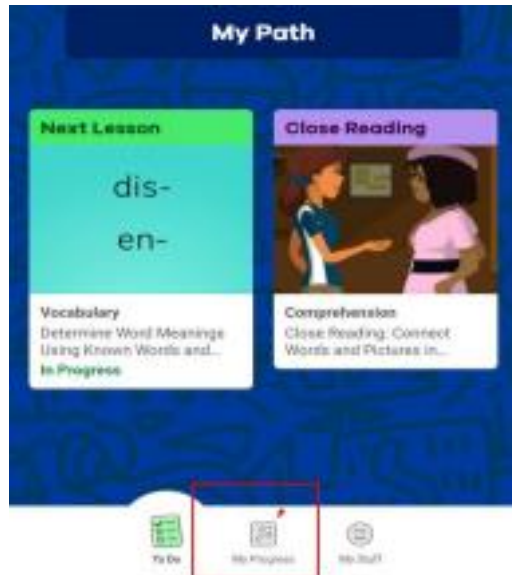 My Path
Next Lesson
dis-
en-
Vocabulary
Determine Word Meanings
Using Known Words and...
In Progress
Close Reading
Comprehension
Close Reading: Connect
Words and Pictures in...
To Do
My Progress
My Stuff